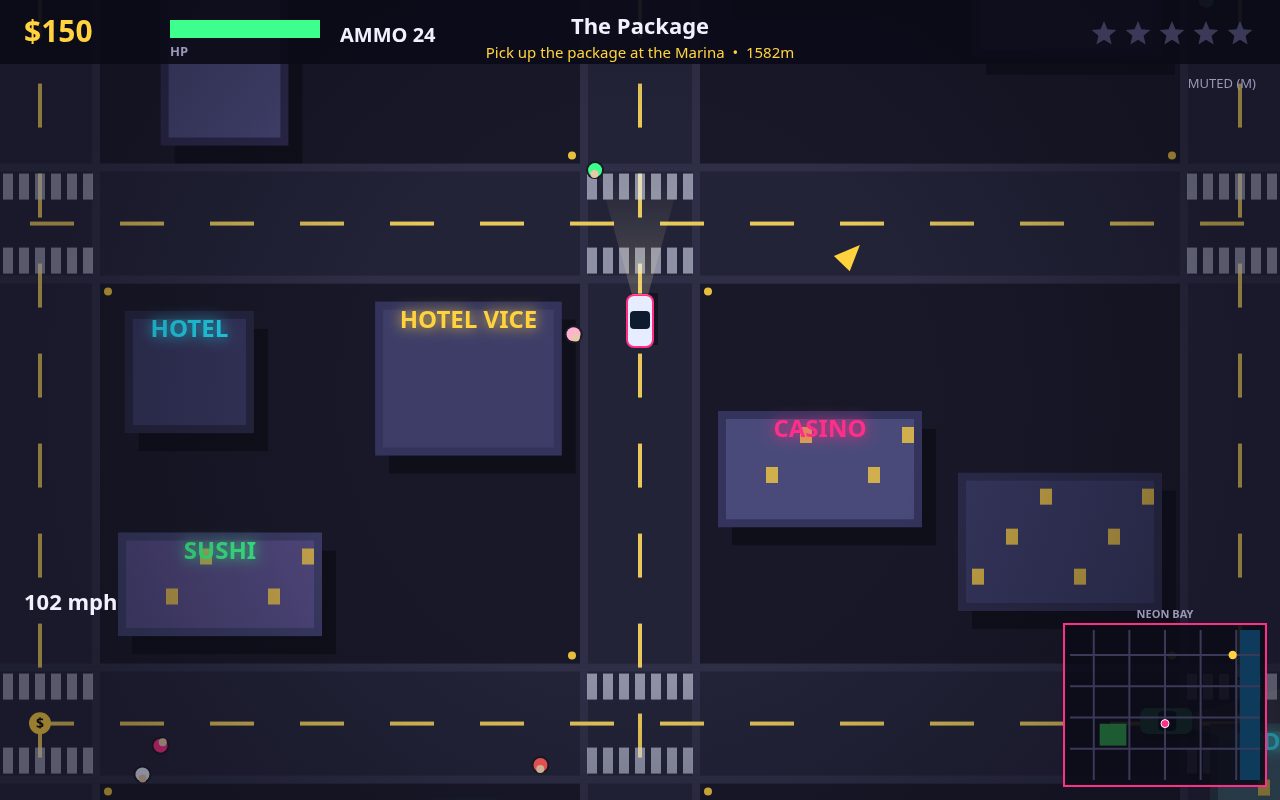 $150
HP
AMMO 24
The Package
Pick up the package at the Marina • 1582m
MUTED (M)
HOTEL
HOTEL VICE
CASINO
SUSHI
102 mph
NEON BAY
$
D